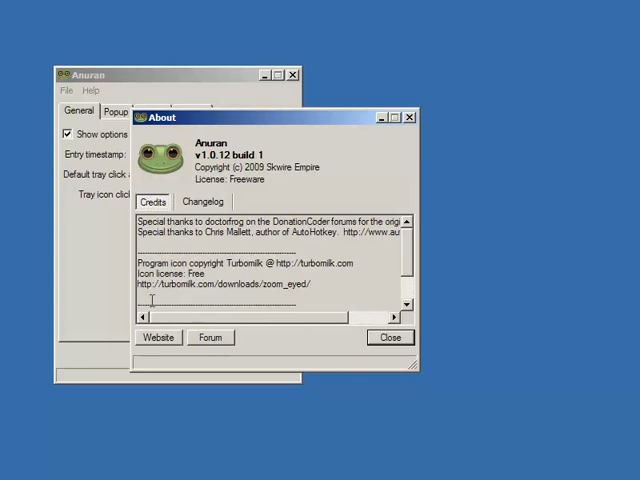 Anuran
File Help
General Popup
Show options
Entry timestamp:
Default tray click a
Tray icon click
About
Anuran
v1.0.12 build 1
Copyright (c) 2009 Skwire Empire
License: Freeware
Credits Changelog
Special thanks to doctorfrog on the DonationCoder forums for the orig
Special thanks to Chris Mallett, author of AutoHotkey. http://www.au
Program icon copyright Turbomilk @ http://turbomilk.com
Icon license: Free
http://turbomilk.com/downloads/zoom_eyed/
Website Forum Close